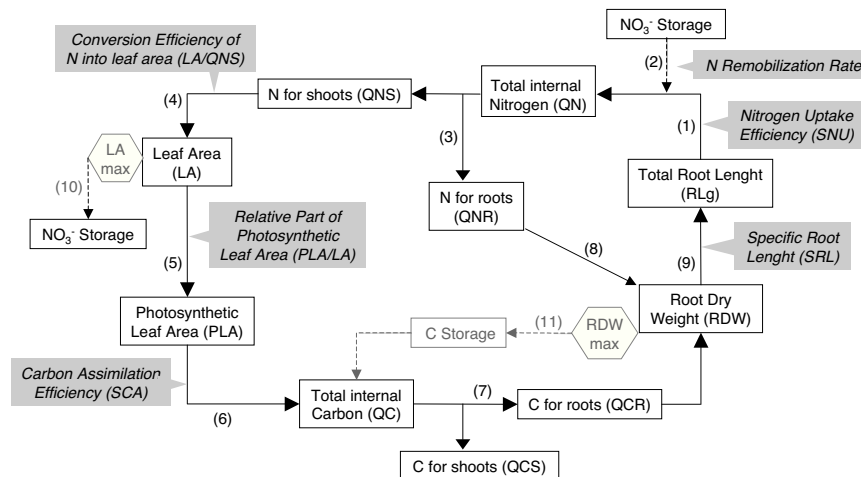 Conversion Efficiency of
N into leaf area (LA/QNS)
NO₃⁻ Storage
(2)
N Remobilization Rate
(4)
N for shoots (QNS)
Total internal
Nitrogen (QN)
(3)
(1)
Nitrogen Uptake
Efficiency (SNU)
LA
max
Leaf Area
(LA)
(10)
Total Root Lenght
(RLg)
N for roots
(QNR)
NO₃⁻ Storage
Relative Part of
Photosynthetic
Leaf Area (PLA/LA)
(5)
(8)
(9)
Specific Root
Lenght (SRL)
Photosynthetic
Leaf Area (PLA)
C Storage
(11)
RDW
max
Root Dry
Weight (RDW)
Carbon Assimilation
Efficiency (SCA)
(6)
Total internal
Carbon (QC)
(7)
C for roots (QCR)
C for shoots (QCS)